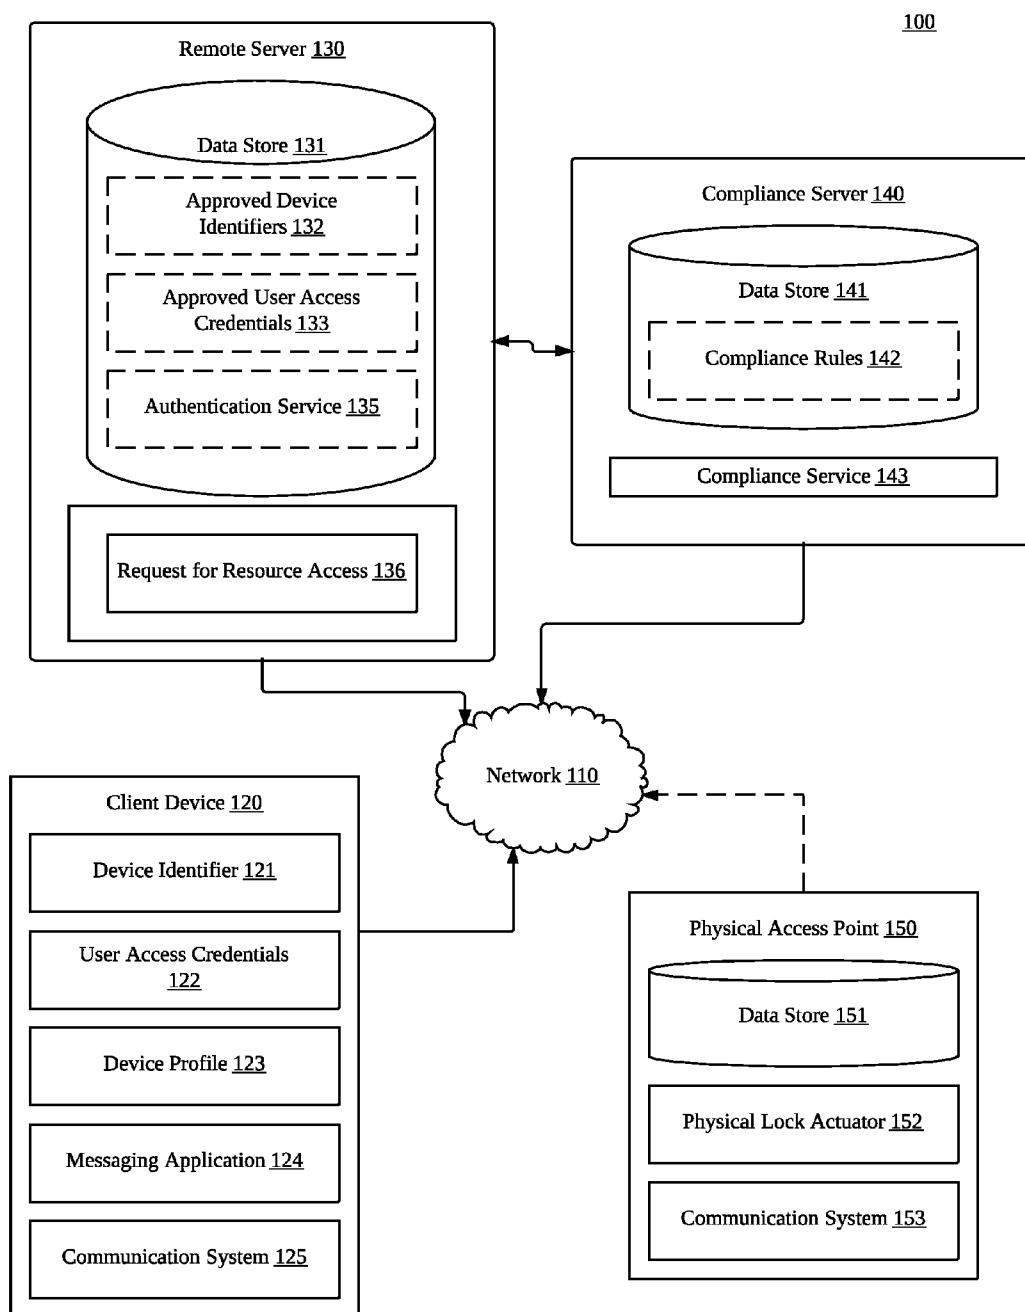 100
Remote Server 130
Data Store 131
Approved Device
Identifiers 132
Approved User Access
Credentials 133
Authentication Service 135
Request for Resource Access 136
Compliance Server 140
Data Store 141
Compliance Rules 142
Compliance Service 143
Network 110
Client Device 120
Device Identifier 121
User Access Credentials
122
Device Profile 123
Messaging Application 124
Communication System 125
Physical Access Point 150
Data Store 151
Physical Lock Actuator 152
Communication System 153